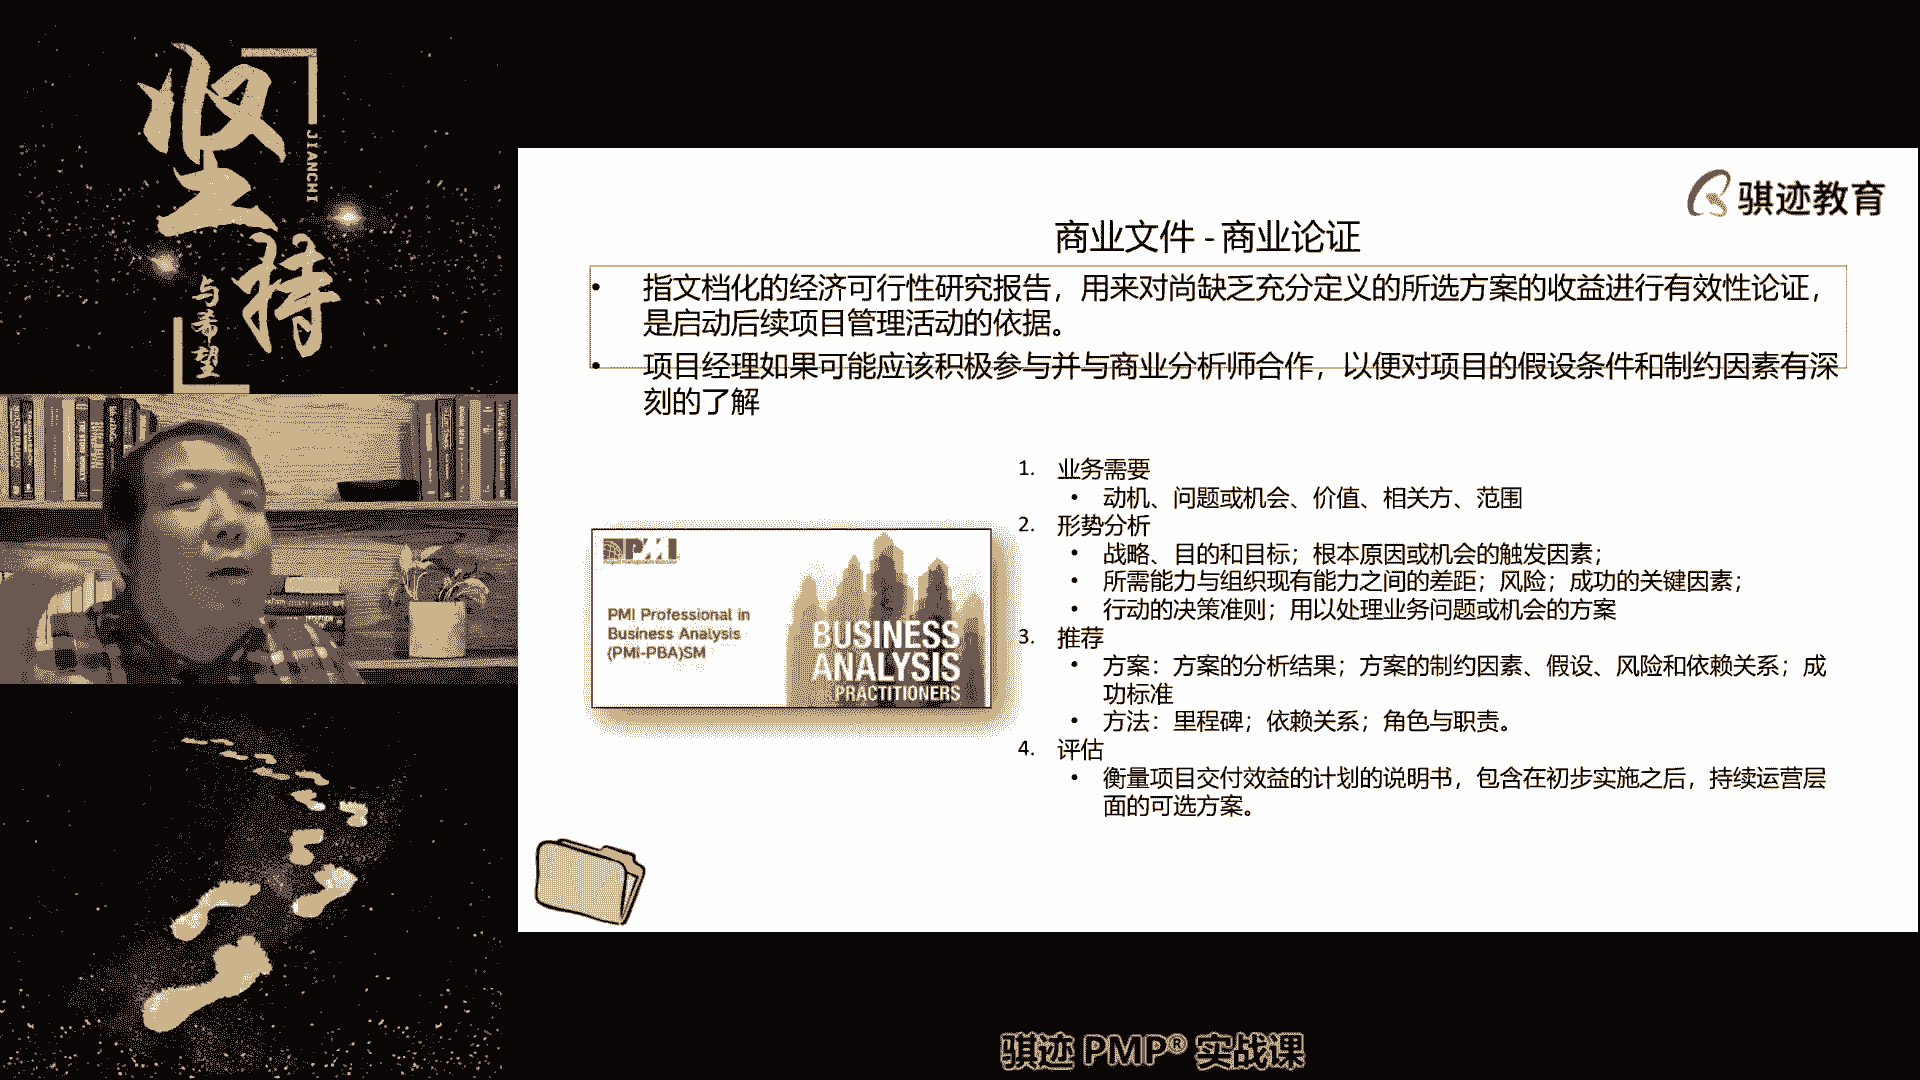 坚持
JIANCHI
与希望
骐迹教育
商业文件 - 商业论证
• 指文档化的经济可行性研究报告，用来对尚缺乏充分定义的所选方案的收益进行有效性论证，
是启动后续项目管理活动的依据。
• 项目经理如果可能应该积极参与并与商业分析师合作，以便对项目的假设条件和制约因素有深
刻的了解
PMI
PMI Professional in
Business Analysis
(PMI-PBA)SM
BUSINESS
ANALYSIS
PRACTITIONERS
1. 业务需要
• 动机、问题或机会、价值、相关方、范围
2. 形势分析
• 战略、目的和目标；根本原因或机会的触发因素；
• 所需能力与组织现有能力之间的差距；风险；成功的关键因素；
• 行动的决策准则；用以处理业务问题或机会的方案
3. 推荐
• 方案：方案的分析结果；方案的制约因素、假设、风险和依赖关系；成
功标准
• 方法：里程碑；依赖关系；角色与职责。
4. 评估
• 衡量项目交付效益的计划的说明书，包含在初步实施之后，持续运营层
面的可选方案。
骐迹 PMP® 实战课